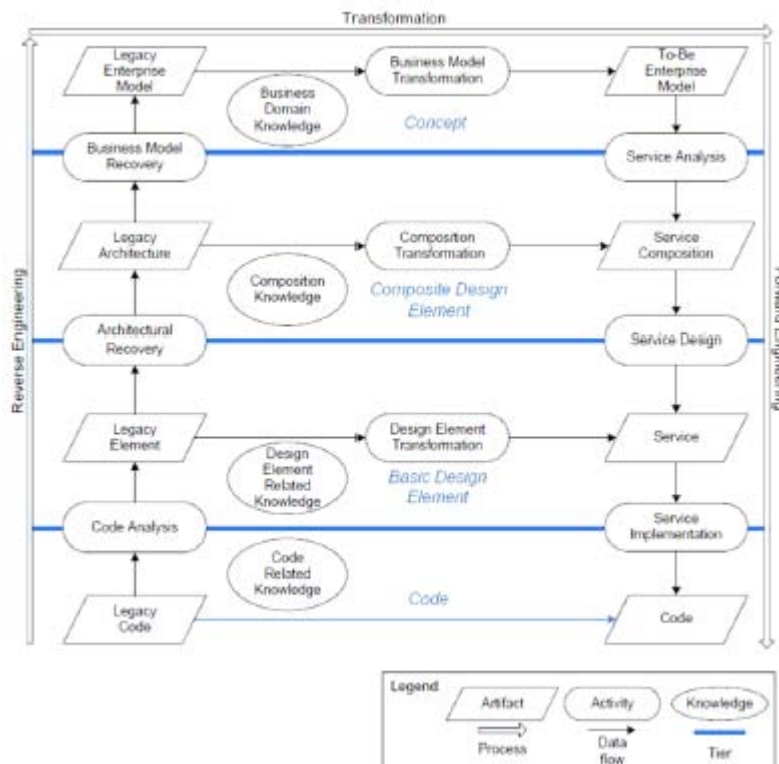 Transformation
Legacy
Enterprise
Model
Business Model
Transformation
To-Be
Enterprise
Model
Business
Domain
Knowledge
Concept
Business Model
Recovery
Service Analysis
Legacy
Architecture
Composition
Transformation
Service
Composition
Composition
Knowledge
Composite Design
Element
Reverse Engineering
Forward Engineering
Architectural
Recovery
Service Design
Legacy
Element
Design Element
Transformation
Service
Design
Element
Related
Knowledge
Basic Design
Element
Code Analysis
Service
Implementation
Code
Related
Knowledge
Legacy
Code
Code
Code
Legend
Artifact
Activity
Knowledge
Process
Data
flow
Tier